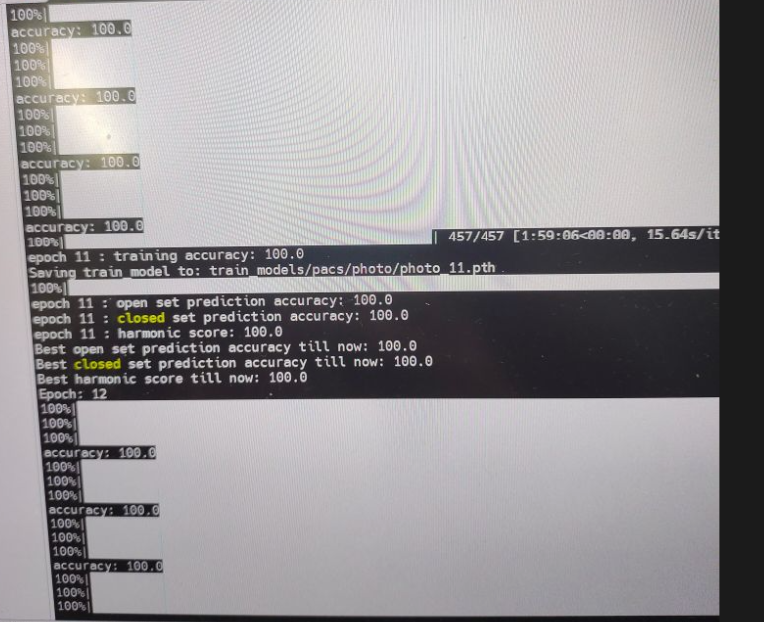 100%|
accuracy: 100.0
100%|
100%|
100%|
accuracy: 100.0
100%|
100%|
100%|
accuracy: 100.0
100%|
100%|
100%|
accuracy: 100.0
100%| | 457/457 [1:59:06<00:00, 15.64s/it
epoch 11 : training accuracy: 100.0
Saving train_model to: train_models/pacs/photo/photo_11.pth
100%|
epoch 11 : open set prediction accuracy: 100.0
epoch 11 : closed set prediction accuracy: 100.0
epoch 11 : harmonic score: 100.0
Best open set prediction accuracy till now: 100.0
Best closed set prediction accuracy till now: 100.0
Best harmonic score till now: 100.0
Epoch: 12
100%|
100%|
100%|
accuracy: 100.0
100%|
100%|
100%|
accuracy: 100.0
100%|
100%|
100%|
accuracy: 100.0
100%|
100%|
100%|